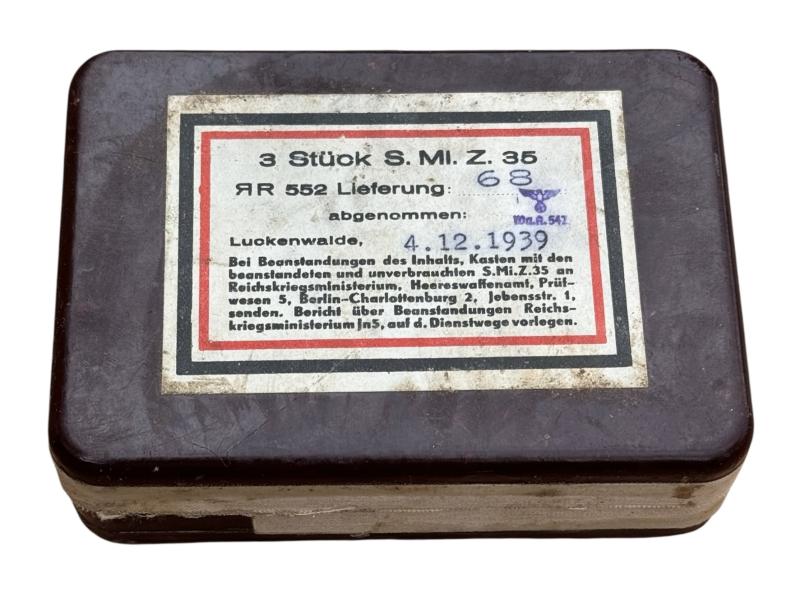 3 Stück S. Mi. Z. 35
ЯR 552 Lieferung: 68
abgenommen: Wa.A. 542
Luckenwalde, 4.12.1939
Bei Beanstandungen des Inhalts, Kasten mit den
beanstandeten und unverbrauchten S.Mi.Z.35 an
Reichskriegsministerium, Heereswaffenamt, Prüf-
wesen 5, Berlin-Charlottenburg 2, Jebensstr. 1,
senden. Bericht über Beanstandungen Reichs-
kriegsministerium Jn5, auf d. Dienstwege vorlegen.